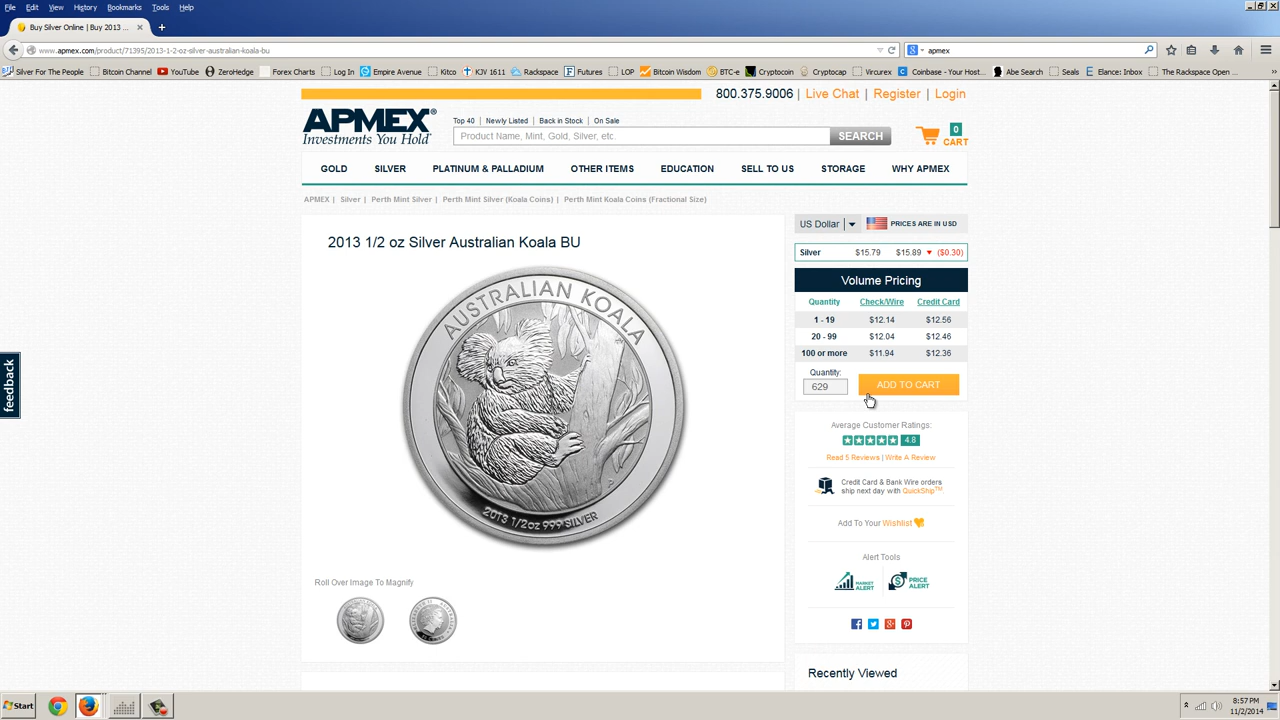 File Edit View History Bookmarks Tools Help
Buy Silver Online | Buy 2013 ... × +
www.apmex.com/product/71395/2013-1-2-oz-silver-australian-koala-bu
apmex
Silver For The People Bitcoin Channel YouTube ZeroHedge Forex Charts Log In Empire Avenue Kitco KJV 1611 Rackspace Futures LOP Bitcoin Wisdom BTC-e Cryptocoin Cryptocap Vircurex Coinbase - Your Host... Abe Search Seals Elance: Inbox The Rackspace Open ... »
800.375.9006 | Live Chat | Register | Login
APMEX®
Investments You Hold
Top 40 | Newly Listed | Back in Stock | On Sale
Product Name, Mint, Gold, Silver, etc. SEARCH
0
CART
GOLD SILVER PLATINUM & PALLADIUM OTHER ITEMS EDUCATION SELL TO US STORAGE WHY APMEX
APMEX | Silver | Perth Mint Silver | Perth Mint Silver (Koala Coins) | Perth Mint Koala Coins (Fractional Size)
2013 1/2 oz Silver Australian Koala BU
AUSTRALIAN KOALA
P
2013 1/2oz 999 SILVER
Roll Over Image To Magnify
US Dollar PRICES ARE IN USD
Silver $15.79 $15.89 ($0.30)
Volume Pricing
Quantity Check/Wire Credit Card
1 - 19 $12.14 $12.56
20 - 99 $12.04 $12.46
100 or more $11.94 $12.36
Quantity:
629 ADD TO CART
Average Customer Ratings:
4.8
Read 5 Reviews | Write A Review
Credit Card & Bank Wire orders
ship next day with QuickShip™
Add To Your Wishlist
Alert Tools
MARKET ALERT
PRICE ALERT
Recently Viewed
feedback
Start
8:57 PM
11/2/2014